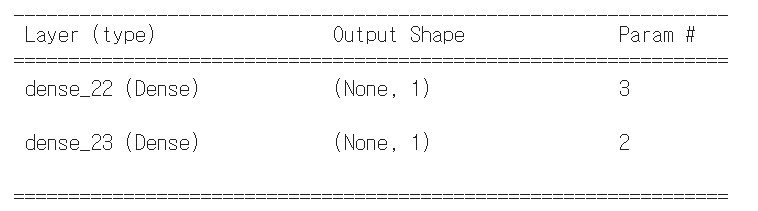 Layer (type) Output Shape Param #
dense_22 (Dense) (None, 1) 3
dense_23 (Dense) (None, 1) 2